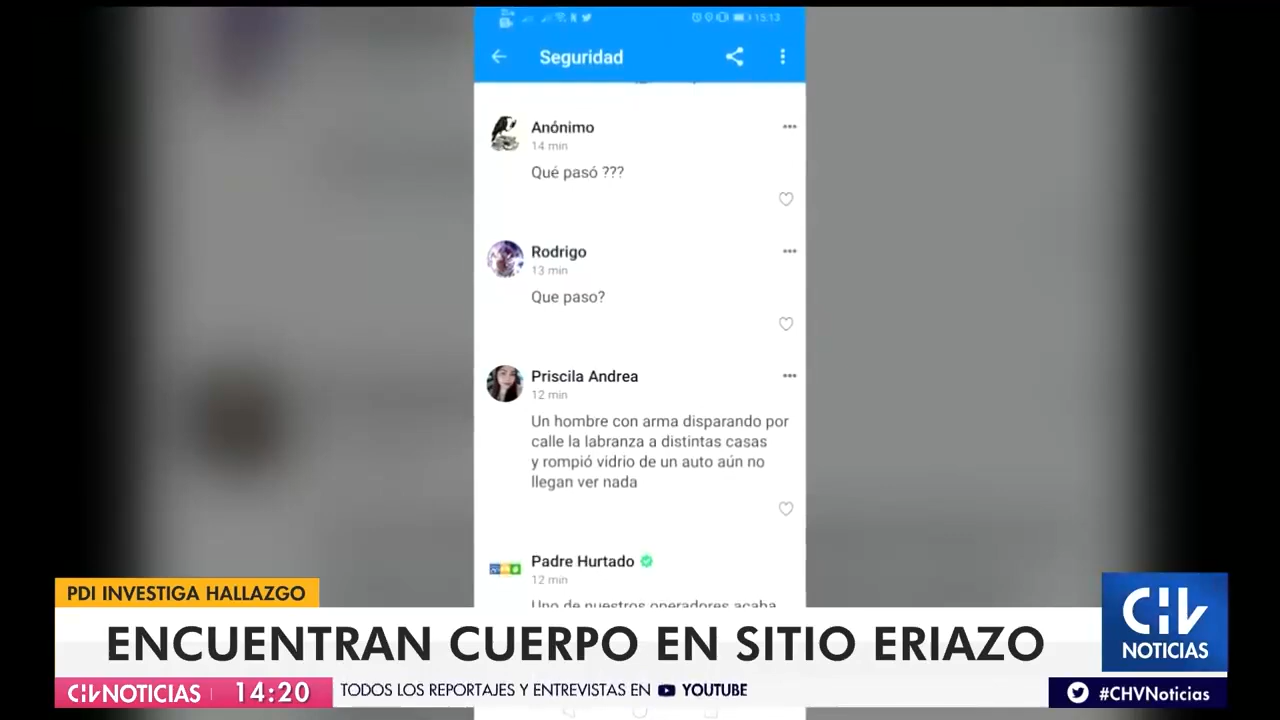 15:13
Seguridad
Anónimo
14 min
Qué pasó ???
Rodrigo
13 min
Que paso?
Priscila Andrea
12 min
Un hombre con arma disparando por
calle la labranza a distintas casas
y rompió vidrio de un auto aún no
llegan ver nada
Padre Hurtado
12 min
Uno de nuestros operadores acaba
PDI INVESTIGA HALLAZGO
ENCUENTRAN CUERPO EN SITIO ERIAZO
CHV
NOTICIAS
CHV NOTICIAS 14:20 TODOS LOS REPORTAJES Y ENTREVISTAS EN YOUTUBE
#CHVNoticias